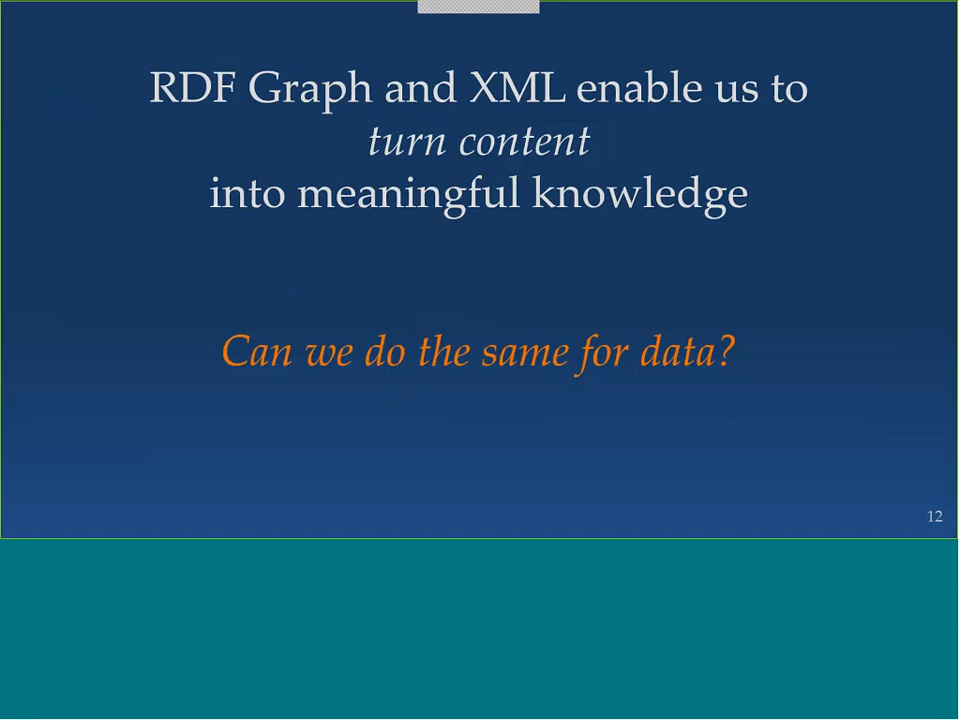 RDF Graph and XML enable us to
turn content
into meaningful knowledge
Can we do the same for data?
12